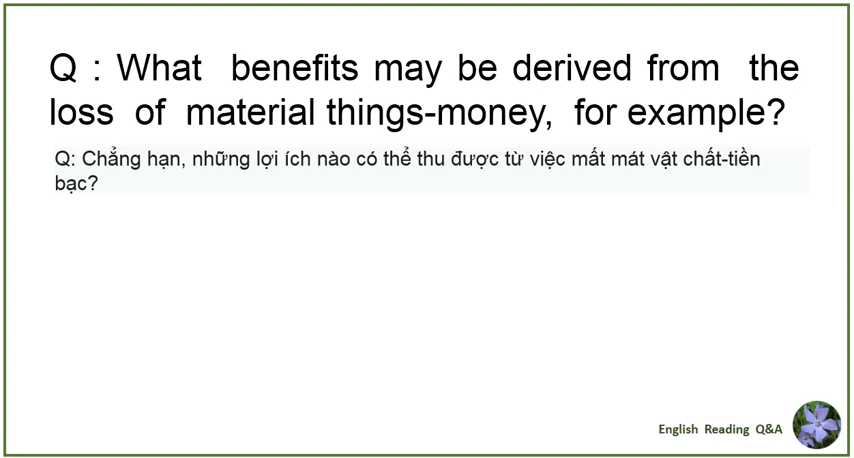 Q : What benefits may be derived from the
loss of material things-money, for example?
Q: Chẳng hạn, những lợi ích nào có thể thu được từ việc mất mát vật chất-tiền
bạc?
English Reading Q&A